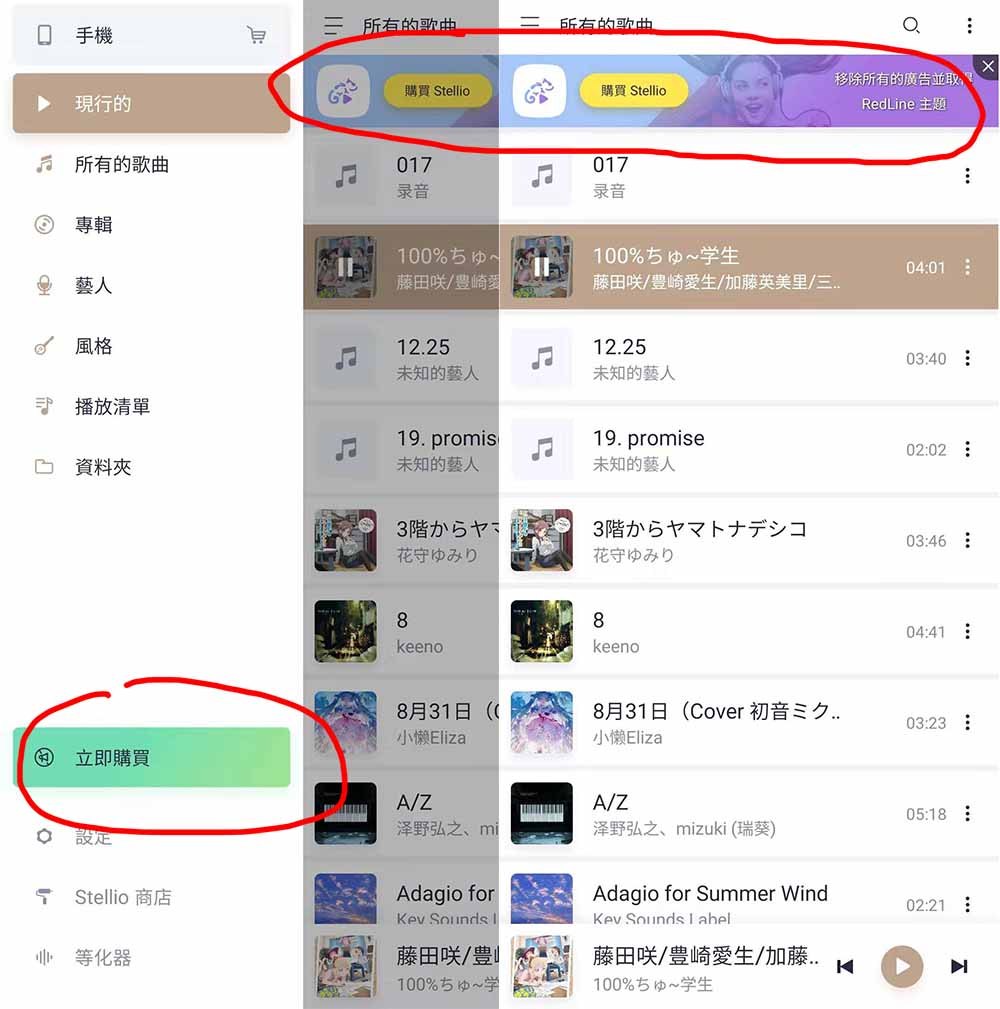 手機
現行的
所有的歌曲
專輯
藝人
風格
播放清單
資料夾
立即購買
設定
Stellio 商店
等化器
所有的歌曲
購買 Stellio
017
录音
100%ちゅ~
藤田咲/豊崎愛
12.25
未知的藝人
19. promis
未知的藝人
3階からヤマ
花守ゆみり
8
keeno
8月31日（C
小懒Eliza
A/Z
泽野弘之、mi
Adagio for
Key Sounds L
藤田咲/豊
100%ちゅ~学
所有的歌曲
購買 Stellio
移除所有的廣告並取得
RedLine 主題
017
录音
100%ちゅ~学生
藤田咲/豊崎愛生/加藤英美里/三..
04:01
12.25
未知的藝人
03:40
19. promise
未知的藝人
02:02
3階からヤマトナデシコ
花守ゆみり
03:46
8
keeno
04:41
8月31日（Cover 初音ミク..
小懒Eliza
03:23
A/Z
泽野弘之、mizuki (瑞葵)
05:18
Adagio for Summer Wind
Key Sounds Label
02:21
藤田咲/豊崎愛生/加藤..
100%ちゅ~学生